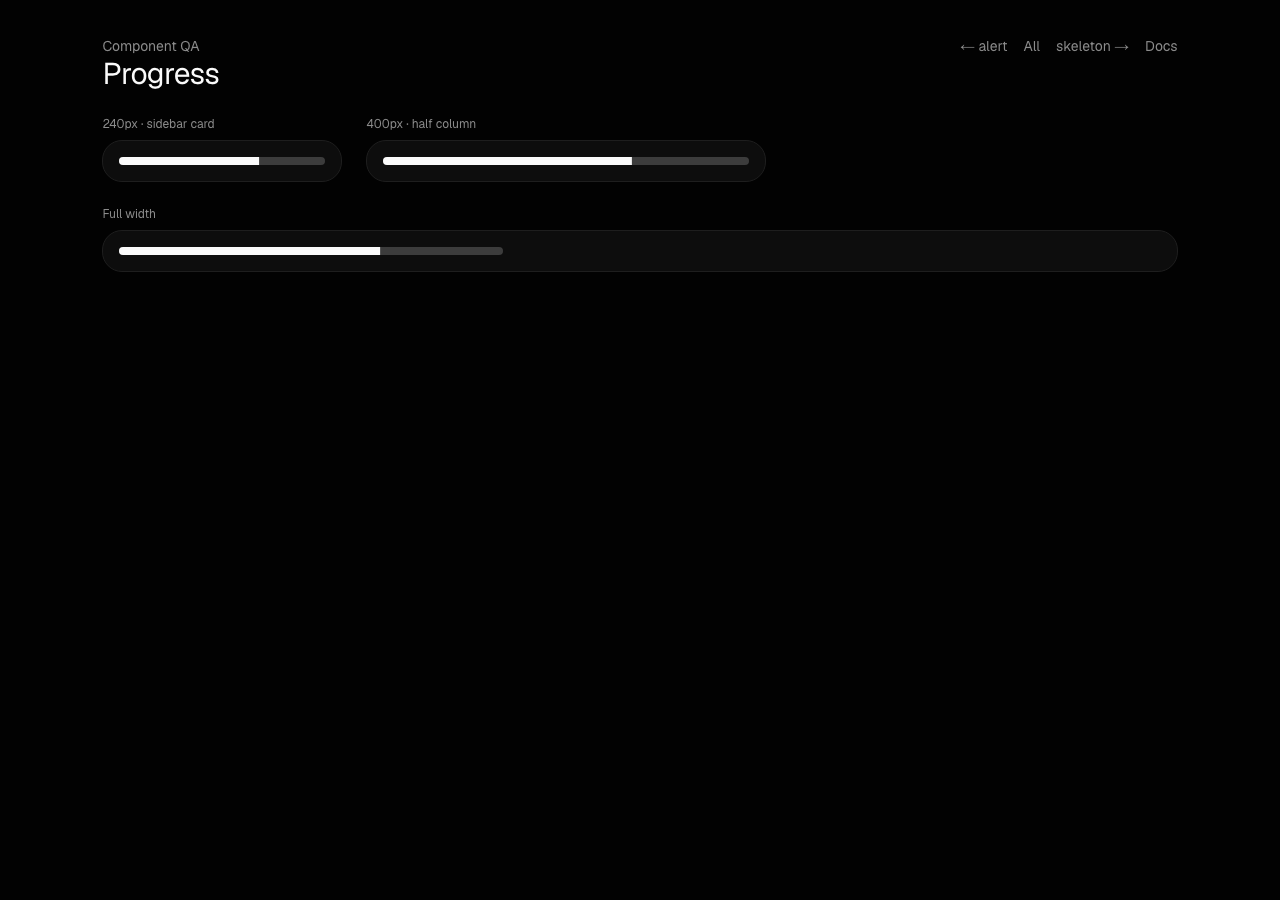 Component QA
← alert All skeleton → Docs
Progress
240px · sidebar card
400px · half column
Full width